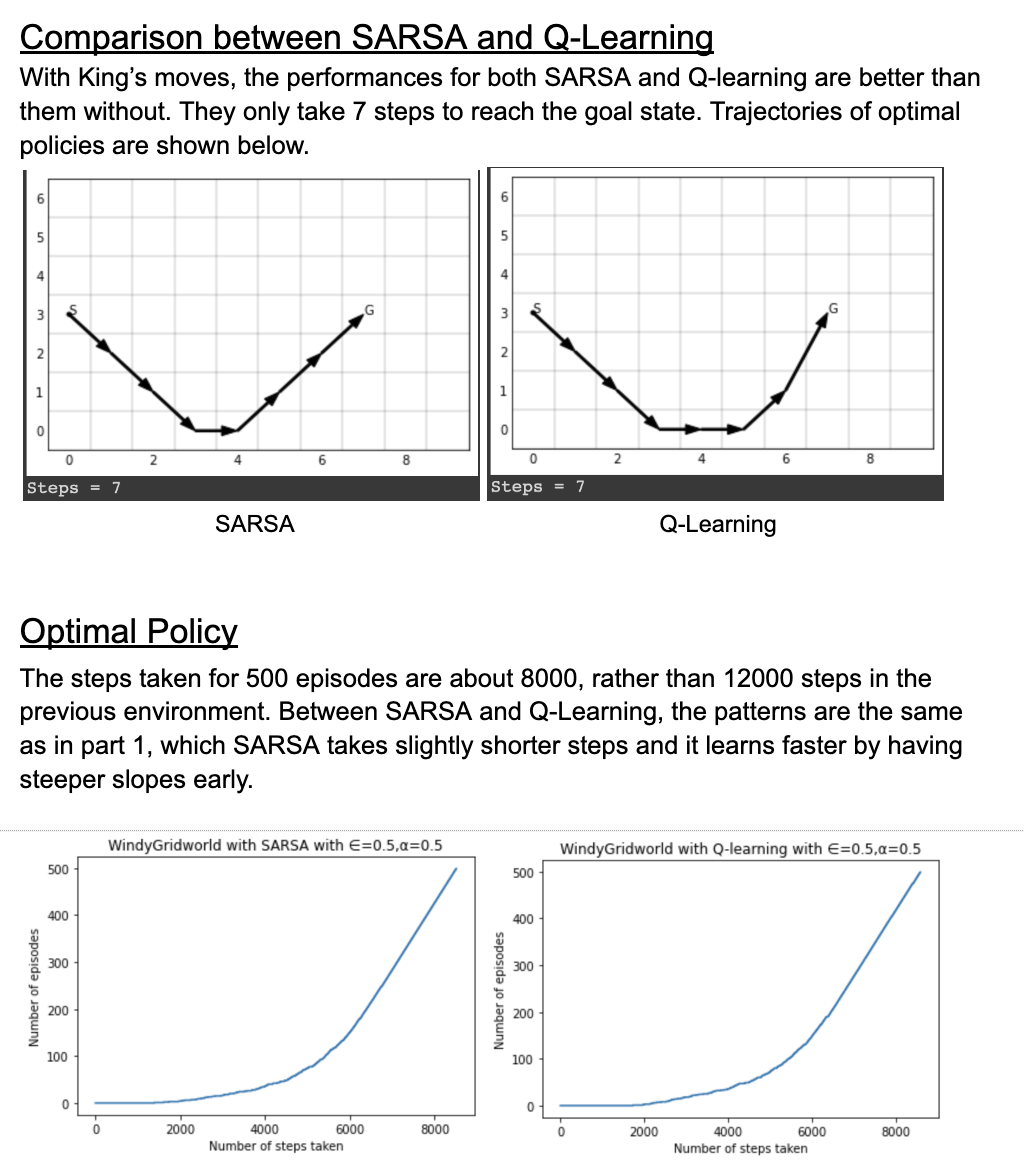 Comparison between SARSA and Q-Learning
With King's moves, the performances for both SARSA and Q-learning are better than
them without. They only take 7 steps to reach the goal state. Trajectories of optimal
policies are shown below.
6
5
4
3
2
1
0
S
G
0 2 4 6 8
Steps = 7
SARSA
6
5
4
3
2
1
0
S
G
0 2 4 6 8
Steps = 7
Q-Learning
Optimal Policy
The steps taken for 500 episodes are about 8000, rather than 12000 steps in the
previous environment. Between SARSA and Q-Learning, the patterns are the same
as in part 1, which SARSA takes slightly shorter steps and it learns faster by having
steeper slopes early.
WindyGridworld with SARSA with ∈=0.5,α=0.5
Number of episodes
500
400
300
200
100
0
0 2000 4000 6000 8000
Number of steps taken
WindyGridworld with Q-learning with ∈=0.5,α=0.5
Number of episodes
500
400
300
200
100
0
0 2000 4000 6000 8000
Number of steps taken